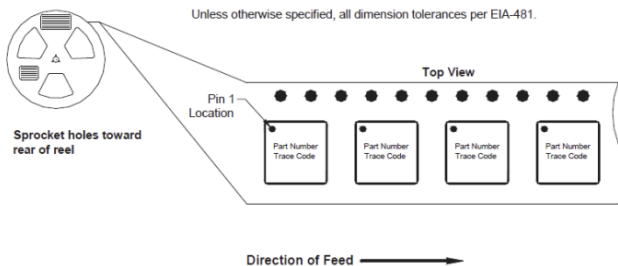 Unless otherwise specified, all dimension tolerances per EIA-481.
Top View
Pin 1
Location
Sprocket holes toward
rear of reel
Part Number
Trace Code
Part Number
Trace Code
Part Number
Trace Code
Part Number
Trace Code
Direction of Feed